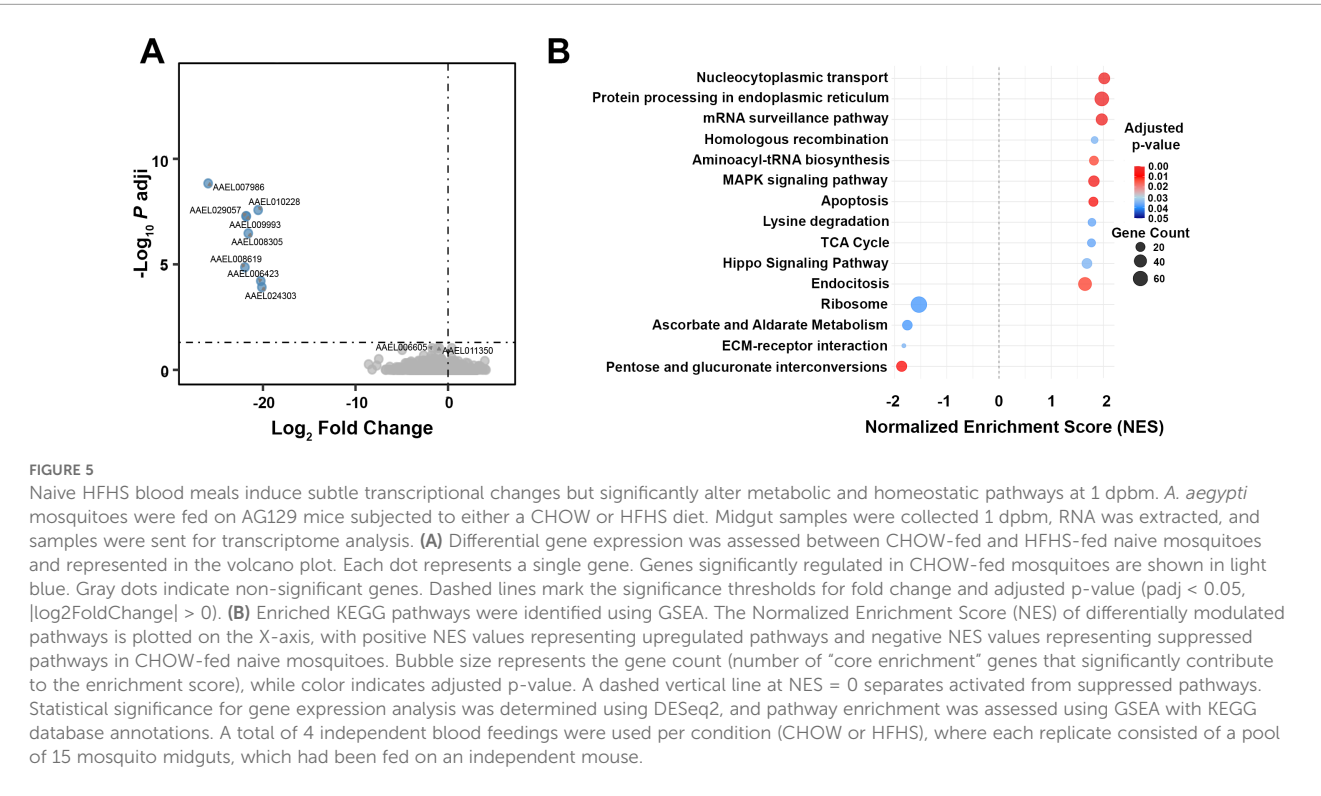 A
B
-Log10 P adji
10
5
0
-20
-10
0
Log2 Fold Change
AAEL007986
AAEL010228
AAEL029057
AAEL009993
AAEL008305
AAEL008619
AAEL006423
AAEL024303
AAEL006605
AAEL011350
Nucleocytoplasmic transport
Protein processing in endoplasmic reticulum
mRNA surveillance pathway
Homologous recombination
Aminoacyl-tRNA biosynthesis
MAPK signaling pathway
Apoptosis
Lysine degradation
TCA Cycle
Hippo Signaling Pathway
Endocitosis
Ribosome
Ascorbate and Aldarate Metabolism
ECM-receptor interaction
Pentose and glucuronate interconversions
-2
-1
0
1
2
Normalized Enrichment Score (NES)
Adjusted
p-value
0.00
0.01
0.02
0.03
0.04
0.05
Gene Count
20
40
60
FIGURE 5
Naive HFHS blood meals induce subtle transcriptional changes but significantly alter metabolic and homeostatic pathways at 1 dpbm. A. aegypti
mosquitoes were fed on AG129 mice subjected to either a CHOW or HFHS diet. Midgut samples were collected 1 dpbm, RNA was extracted, and
samples were sent for transcriptome analysis. (A) Differential gene expression was assessed between CHOW-fed and HFHS-fed naive mosquitoes
and represented in the volcano plot. Each dot represents a single gene. Genes significantly regulated in CHOW-fed mosquitoes are shown in light
blue. Gray dots indicate non-significant genes. Dashed lines mark the significance thresholds for fold change and adjusted p-value (padj < 0.05,
|log2FoldChange| > 0). (B) Enriched KEGG pathways were identified using GSEA. The Normalized Enrichment Score (NES) of differentially modulated
pathways is plotted on the X-axis, with positive NES values representing upregulated pathways and negative NES values representing suppressed
pathways in CHOW-fed naive mosquitoes. Bubble size represents the gene count (number of "core enrichment" genes that significantly contribute
to the enrichment score), while color indicates adjusted p-value. A dashed vertical line at NES = 0 separates activated from suppressed pathways.
Statistical significance for gene expression analysis was determined using DESeq2, and pathway enrichment was assessed using GSEA with KEGG
database annotations. A total of 4 independent blood feedings were used per condition (CHOW or HFHS), where each replicate consisted of a pool
of 15 mosquito midguts, which had been fed on an independent mouse.